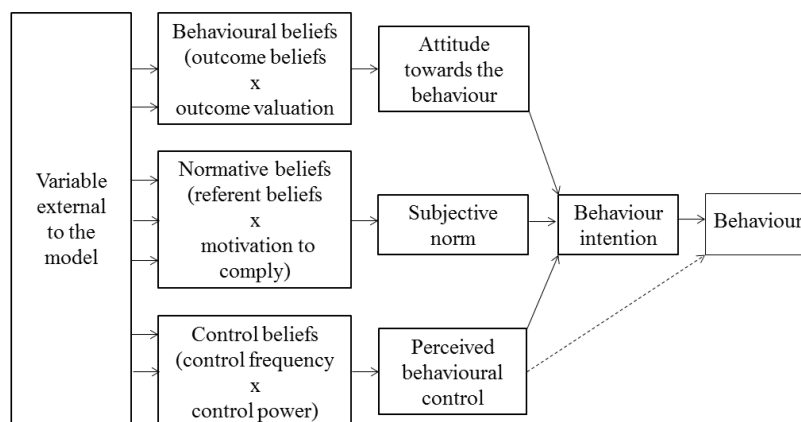 Variable
external
to the
model
Behavioural beliefs
(outcome beliefs
x
outcome valuation
Normative beliefs
(referent beliefs
x
motivation to
comply)
Control beliefs
(control frequency
x
control power)
Attitude
towards the
behaviour
Subjective
norm
Perceived
behavioural
control
Behaviour
intention
Behaviour